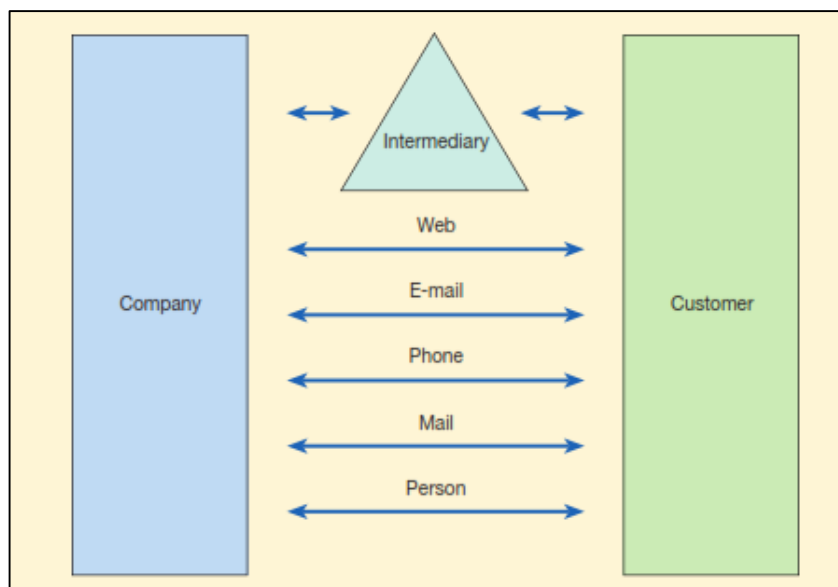 Intermediary
Web
E-mail
Company
Customer
Phone
Mail
Person